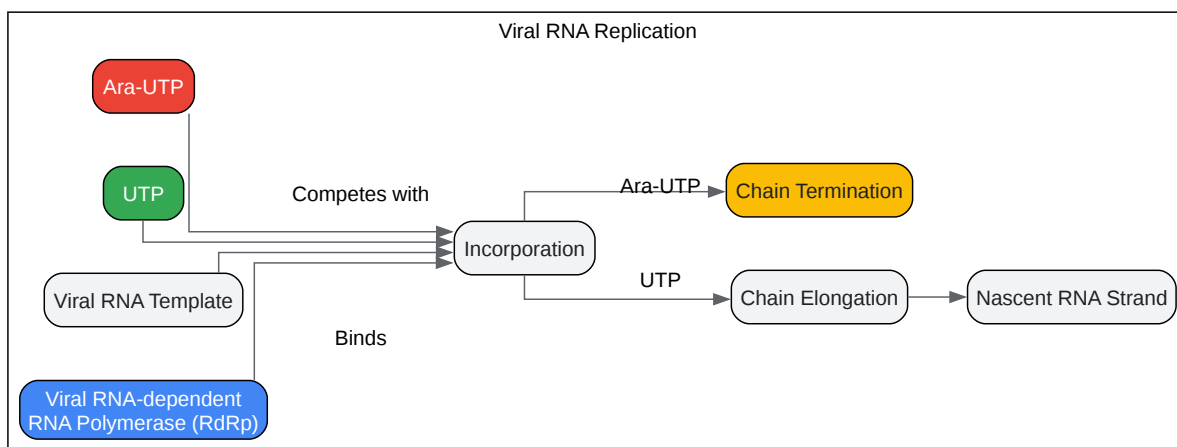 Viral RNA Replication
Ara-UTP
UTP
Competes with
Ara-UTP
Chain Termination
Incorporation
Viral RNA Template
UTP
Chain Elongation
Nascent RNA Strand
Binds
Viral RNA-dependent
RNA Polymerase (RdRp)